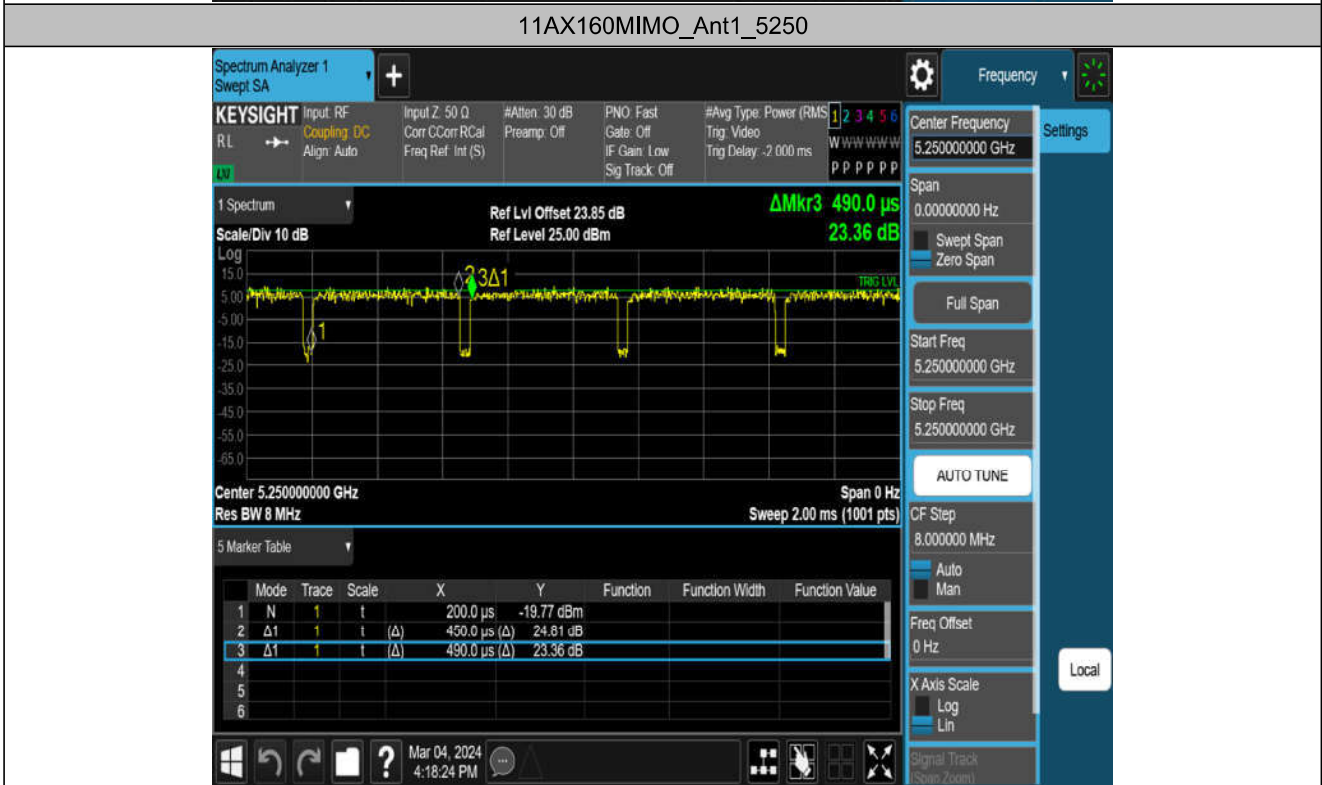 11AX160MIMO_Ant1_5250
Spectrum Analyzer 1
Swept SA
+
Frequency
KEYSIGHT
RL
LXI
Input: RF
Coupling: DC
Align: Auto
Input Z: 50 Ω
Corr CCorr RCal
Freq Ref: Int (S)
#Atten: 30 dB
Preamp: Off
PNO: Fast
Gate: Off
IF Gain: Low
Sig Track: Off
#Avg Type: Power (RMS
Trig: Video
Trig Delay: -2.000 ms
1 2 3 4 5 6
W W W W W W
P P P P P P
Center Frequency
5.250000000 GHz
Settings
Span
0.00000000 Hz
Swept Span
Zero Span
Full Span
Start Freq
5.250000000 GHz
Stop Freq
5.250000000 GHz
AUTO TUNE
CF Step
8.000000 MHz
Auto
Man
Freq Offset
0 Hz
X Axis Scale
Log
Lin
Signal Track
(Span Zoom)
Local
1 Spectrum
Scale/Div 10 dB
Ref Lvl Offset 23.85 dB
Ref Level 25.00 dBm
ΔMkr3 490.0 µs
23.36 dB
Log
15.0
5.00
-5.00
-15.0
-25.0
-35.0
-45.0
-55.0
-65.0
2 3Δ1
1
TRIG LVL
Center 5.250000000 GHz
Res BW 8 MHz
Span 0 Hz
Sweep 2.00 ms (1001 pts)
5 Marker Table
Mode Trace Scale X Y Function Function Width Function Value
1 N 1 t 200.0 µs -19.77 dBm
2 Δ1 1 t (Δ) 450.0 µs (Δ) 24.81 dB
3 Δ1 1 t (Δ) 490.0 µs (Δ) 23.36 dB
4
5
6
?
Mar 04, 2024
4:18:24 PM